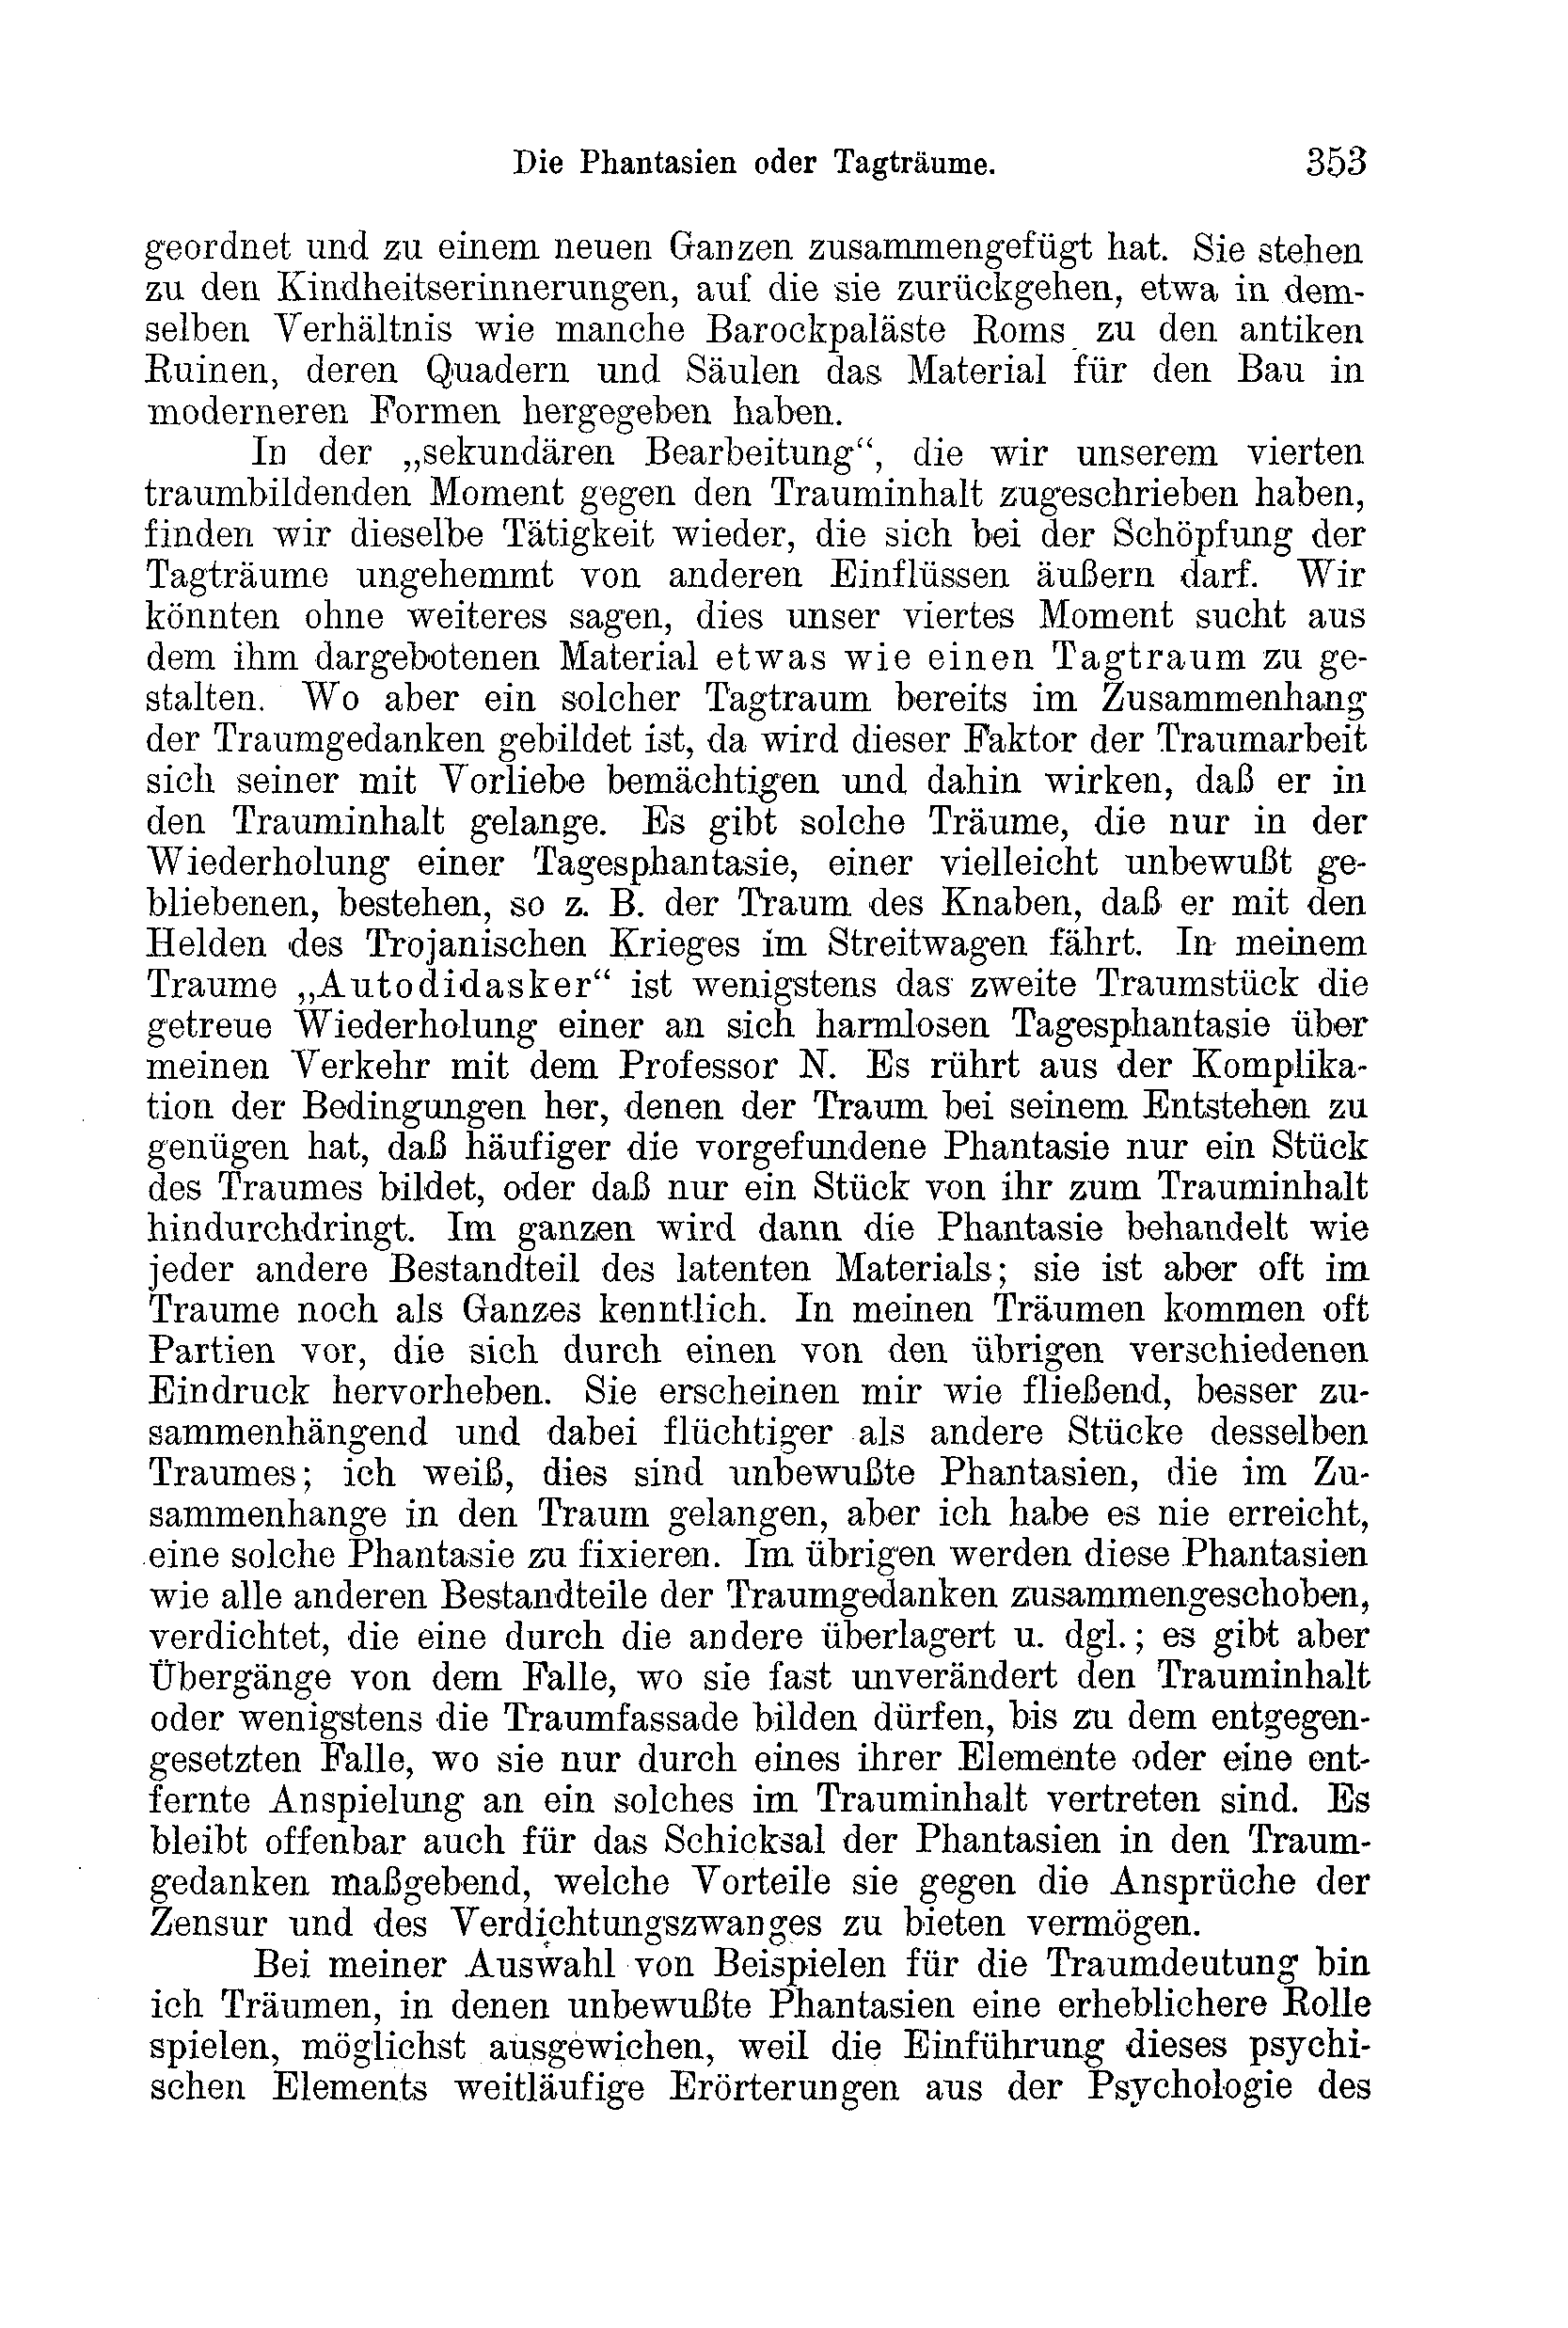 Die Phantasien oder Tagträume. 353
geordnet und zu einem neuen Ganzen zusammengefügt hat. Sie stehen
zu den Kindheitserinnerungen, auf die sie zurückgehen, etwa in dem-
selben Verhältnis wie manche Barockpaläste Roms zu den antiken
Ruinen, deren Quadern und Säulen das Material für den Bau in
moderneren Formen hergegeben haben.
In der „sekundären Bearbeitung“, die wir unserem vierten
traumbildenden Moment gegen den Trauminhalt zugeschrieben haben,
finden wir dieselbe Tätigkeit wieder, die sich bei der Schöpfung der
Tagträume ungehemmt von anderen Einflüssen äußern darf. Wir
könnten ohne weiteres sagen, dies unser viertes Moment sucht aus
dem ihm dargebotenen Material etwas wie einen Tagtraum zu ge-
stalten. Wo aber ein solcher Tagtraum bereits im Zusammenhang
der Traumgedanken gebildet ist, da wird dieser Faktor der Traumarbeit
sich seiner mit Vorliebe bemächtigen und dahin wirken, daß er in
den Trauminhalt gelange. Es gibt solche Träume, die nur in der
Wiederholung einer Tagesphantasie, einer vielleicht unbewußt ge-
bliebenen, bestehen, so z. B. der Traum des Knaben, daß er mit den
Helden des Trojanischen Krieges im Streitwagen fährt. In meinem
Traume „Autodidasker“ ist wenigstens das zweite Traumstück die
getreue Wiederholung einer an sich harmlosen Tagesphantasie über
meinen Verkehr mit dem Professor N. Es rührt aus der Komplika-
tion der Bedingungen her, denen der Traum bei seinem Entstehen zu
genügen hat, daß häufiger die vorgefundene Phantasie nur ein Stück
des Traumes bildet, oder daß nur ein Stück von ihr zum Trauminhalt
hindurchdringt. Im ganzen wird dann die Phantasie behandelt wie
jeder andere Bestandteil des latenten Materials; sie ist aber oft im
Traume noch als Ganzes kenntlich. In meinen Träumen kommen oft
Partien vor, die sich durch einen von den übrigen verschiedenen
Eindruck hervorheben. Sie erscheinen mir wie fließend, besser zu-
sammenhängend und dabei flüchtiger als andere Stücke desselben
Traumes; ich weiß, dies sind unbewußte Phantasien, die im Zu-
sammenhange in den Traum gelangen, aber ich habe es nie erreicht,
eine solche Phantasie zu fixieren. Im übrigen werden diese Phantasien
wie alle anderen Bestandteile der Traumgedanken zusammengeschoben,
verdichtet, die eine durch die andere überlagert u. dgl.; es gibt aber
Übergänge von dem Falle, wo sie fast unverändert den Trauminhalt
oder wenigstens die Traumfassade bilden dürfen, bis zu dem entgegen-
gesetzten Falle, wo sie nur durch eines ihrer Elemente oder eine ent-
fernte Anspielung an ein solches im Trauminhalt vertreten sind. Es
bleibt offenbar auch für das Schicksal der Phantasien in den Traum-
gedanken maßgebend, welche Vorteile sie gegen die Ansprüche der
Zensur und des Verdichtungszwanges zu bieten vermögen.
Bei meiner Auswahl von Beispielen für die Traumdeutung bin
ich Träumen, in denen unbewußte Phantasien eine erheblichere Rolle
spielen, möglichst ausgewichen, weil die Einführung dieses psychi-
schen Elements weitläufige Erörterungen aus der Psychologie des